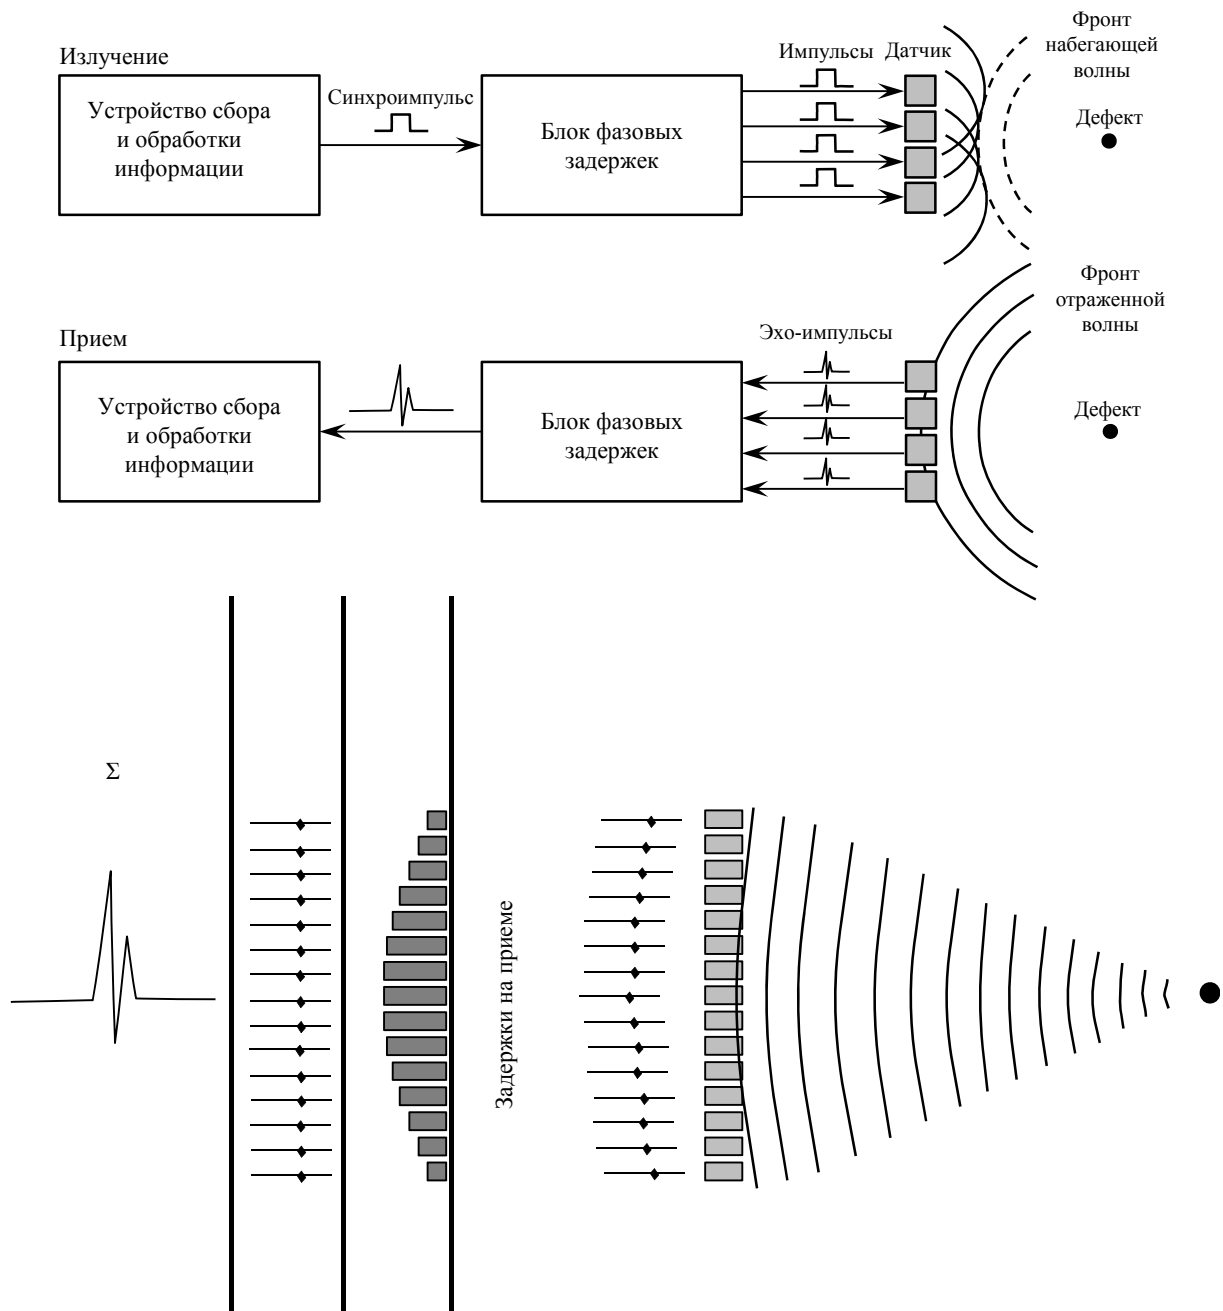 Излучение
Устройство сбора
и обработки
информации
Синхроимпульс
Блок фазовых
задержек
Импульсы
Датчик
Фронт
набегающей
волны
Дефект
Прием
Устройство сбора
и обработки
информации
Блок фазовых
задержек
Эхо-импульсы
Фронт
отраженной
волны
Дефект
Σ
Задержки на приеме